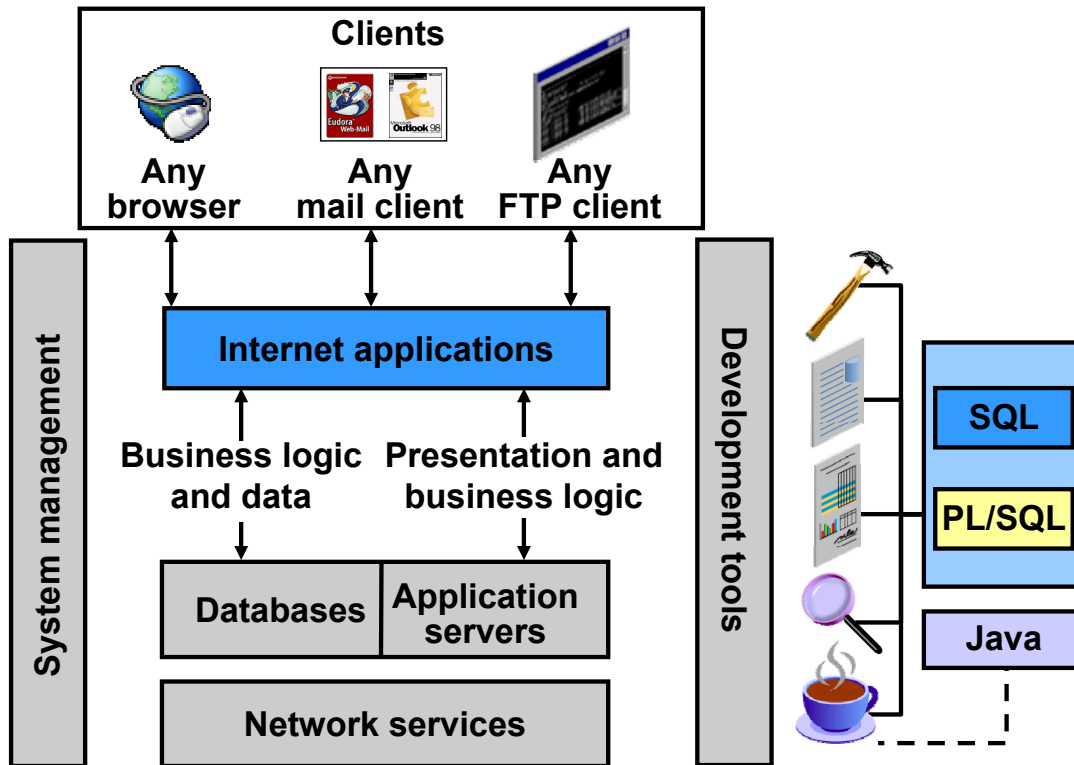 Clients
Eudora
Web-Mail
Microsoft
Outlook 98
Any
browser
Any
mail client
Any
FTP client
System management
Internet applications
Business logic
and data
Presentation and
business logic
Databases
Application
servers
Network services
Development tools
SQL
PL/SQL
Java